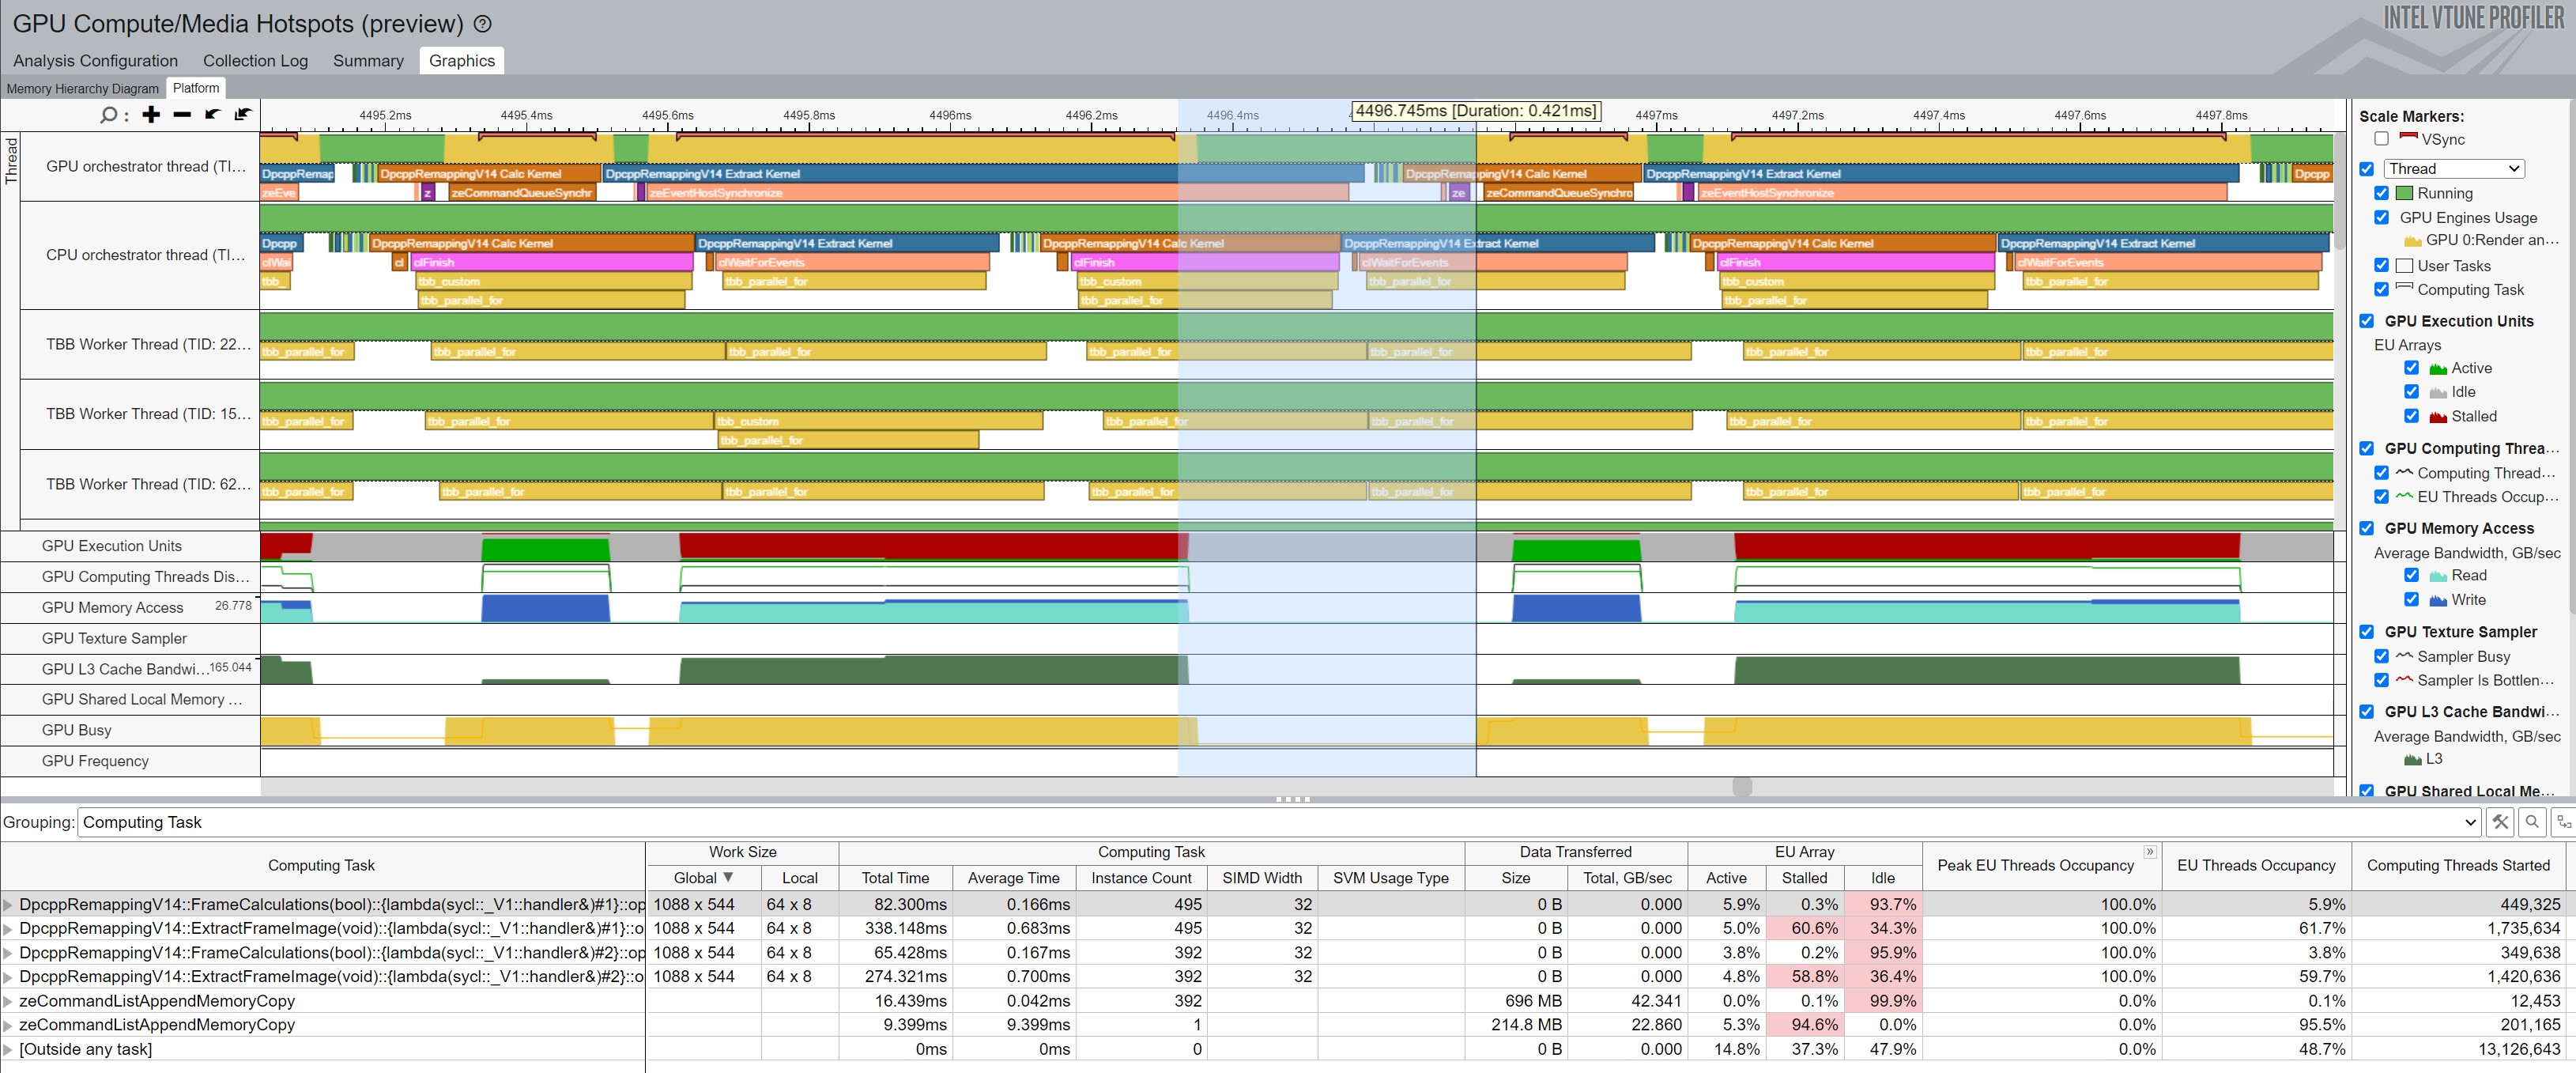 GPU Compute/Media Hotspots (preview)
INTEL VTUNE PROFILER
Analysis Configuration Collection Log Summary Graphics
Memory Hierarchy Diagram Platform
4495.2ms 4495.4ms 4495.6ms 4495.8ms 4496ms 4496.2ms 4496.4ms 4496.745ms [Duration: 0.421ms] 4497ms 4497.2ms 4497.4ms 4497.6ms 4497.8ms
Thread
GPU orchestrator thread (TI...
DpcppRemap DpcppRemappingV14 Calc Kernel DpcppRemappingV14 Extract Kernel DpcppRemappingV14 Calc Kernel DpcppRemappingV14 Extract Kernel Dpcpp
zeEve z zeCommandQueueSynchr zeEventHostSynchronize ze zeCommandQueueSynchro zeEventHostSynchronize
CPU orchestrator thread (TI...
Dpcpp DpcppRemappingV14 Calc Kernel DpcppRemappingV14 Extract Kernel DpcppRemappingV14 Calc Kernel DpcppRemappingV14 Extract Kernel DpcppRemappingV14 Calc Kernel DpcppRemappingV14 Extract Kernel
clWai cl clFinish clWaitForEvents clFinish clWaitForEvents clFinish clWaitForEvents
tbb_ tbb_custom tbb_parallel_for tbb_custom tbb_parallel_for tbb_custom tbb_parallel_for
tbb_parallel_for tbb_parallel_for tbb_parallel_for
TBB Worker Thread (TID: 22...
tbb_parallel_for tbb_parallel_for tbb_parallel_for tbb_parallel_for tbb_parallel_for tbb_parallel_for tbb_parallel_for
TBB Worker Thread (TID: 15...
tbb_parallel_for tbb_parallel_for tbb_custom tbb_parallel_for tbb_parallel_for tbb_parallel_for tbb_parallel_for
tbb_parallel_for
TBB Worker Thread (TID: 62...
tbb_parallel_for tbb_parallel_for tbb_parallel_for tbb_parallel_for tbb_parallel_for tbb_parallel_for tbb_parallel_for
GPU Execution Units
GPU Computing Threads Dis...
GPU Memory Access 26.778
GPU Texture Sampler
GPU L3 Cache Bandwi... 165.044
GPU Shared Local Memory ...
GPU Busy
GPU Frequency
Scale Markers:
VSync
Thread
Running
GPU Engines Usage
GPU 0:Render an...
User Tasks
Computing Task
GPU Execution Units
EU Arrays
Active
Idle
Stalled
GPU Computing Threa...
Computing Thread...
EU Threads Occup...
GPU Memory Access
Average Bandwidth, GB/sec
Read
Write
GPU Texture Sampler
Sampler Busy
Sampler Is Bottlen...
GPU L3 Cache Bandwi...
Average Bandwidth, GB/sec
L3
GPU Shared Local Me...
Grouping: Computing Task
Computing Task Work Size Computing Task Data Transferred EU Array Peak EU Threads Occupancy » EU Threads Occupancy Computing Threads Started
Global Local Total Time Average Time Instance Count SIMD Width SVM Usage Type Size Total, GB/sec Active Stalled Idle
DpcppRemappingV14::FrameCalculations(bool)::{lambda(sycl::_V1::handler&)#1}::op 1088 x 544 64 x 8 82.300ms 0.166ms 495 32 0 B 0.000 5.9% 0.3% 93.7% 100.0% 5.9% 449,325
DpcppRemappingV14::ExtractFrameImage(void)::{lambda(sycl::_V1::handler&)#1}::o 1088 x 544 64 x 8 338.148ms 0.683ms 495 32 0 B 0.000 5.0% 60.6% 34.3% 100.0% 61.7% 1,735,634
DpcppRemappingV14::FrameCalculations(bool)::{lambda(sycl::_V1::handler&)#2}::op 1088 x 544 64 x 8 65.428ms 0.167ms 392 32 0 B 0.000 3.8% 0.2% 95.9% 100.0% 3.8% 349,638
DpcppRemappingV14::ExtractFrameImage(void)::{lambda(sycl::_V1::handler&)#2}::o 1088 x 544 64 x 8 274.321ms 0.700ms 392 32 0 B 0.000 4.8% 58.8% 36.4% 100.0% 59.7% 1,420,636
zeCommandListAppendMemoryCopy 16.439ms 0.042ms 392 696 MB 42.341 0.0% 0.1% 99.9% 0.0% 0.1% 12,453
zeCommandListAppendMemoryCopy 9.399ms 9.399ms 1 214.8 MB 22.860 5.3% 94.6% 0.0% 0.0% 95.5% 201,165
[Outside any task] 0ms 0ms 0 0 B 0.000 14.8% 37.3% 47.9% 0.0% 48.7% 13,126,643